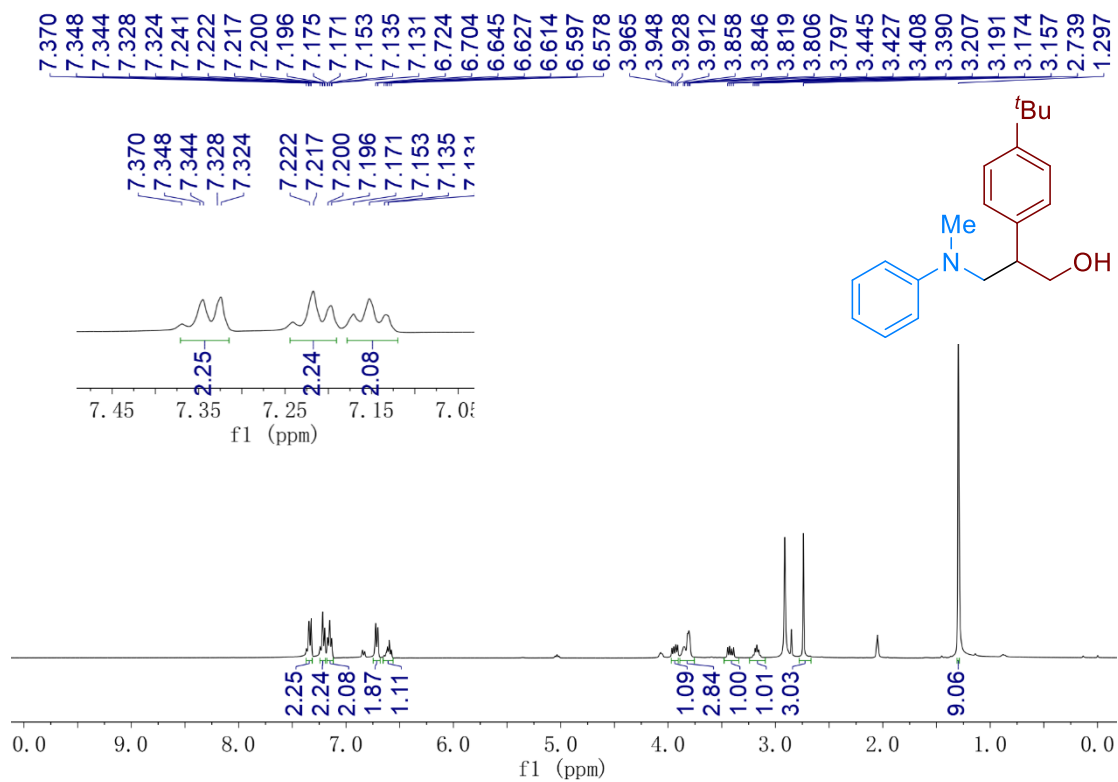 7.370 7.348 7.344 7.328 7.324 7.241 7.222 7.217 7.200 7.196 7.175 7.171 7.153 7.135 7.131 6.724 6.704 6.645 6.627 6.614 6.597 6.578 3.965 3.948 3.928 3.912 3.858 3.846 3.819 3.806 3.797 3.445 3.427 3.408 3.390 3.207 3.191 3.174 3.157 2.739 1.297
7.370 7.348 7.344 7.328 7.324 7.222 7.217 7.200 7.196 7.171 7.153 7.135 7.131
2.25 2.24 2.08
7.45 7.35 7.25 7.15 7.05
f1 (ppm)
tBu
Me
N
OH
2.25 2.24 2.08 1.87 1.11 1.09 2.84 1.00 1.01 3.03 9.06
0.0 9.0 8.0 7.0 6.0 5.0 4.0 3.0 2.0 1.0 0.0
f1 (ppm)